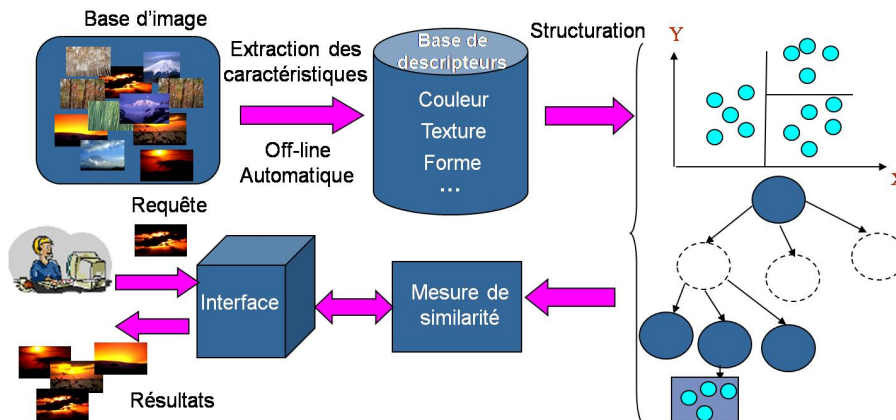 Base d'image
Extraction des
caractéristiques
Off-line
Automatique
Base de
descripteurs
Couleur
Texture
Forme
...
Structuration
Y
X
Requête
Interface
Mesure de
similarité
Résultats